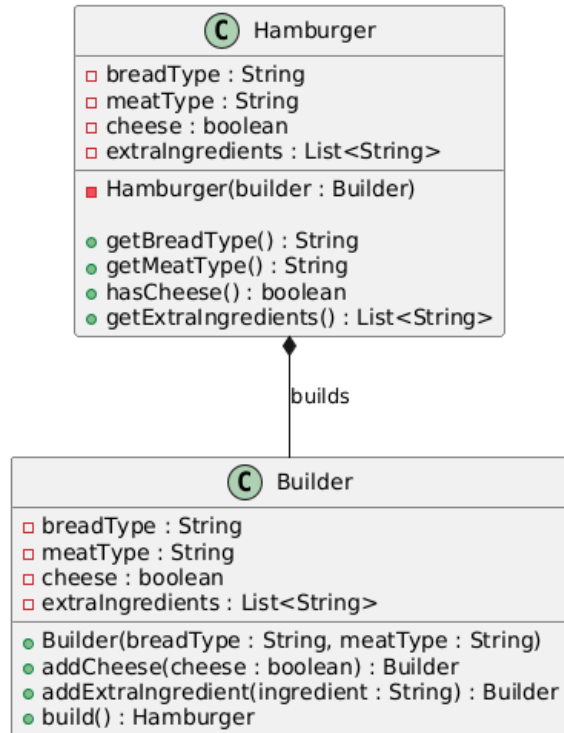 C Hamburger
breadType : String
meatType : String
cheese : boolean
extraIngredients : List<String>
Hamburger(builder : Builder)
getBreadType() : String
getMeatType() : String
hasCheese() : boolean
getExtraIngredients() : List<String>
builds
C Builder
breadType : String
meatType : String
cheese : boolean
extraIngredients : List<String>
Builder(breadType : String, meatType : String)
addCheese(cheese : boolean) : Builder
addExtraIngredient(ingredient : String) : Builder
build() : Hamburger